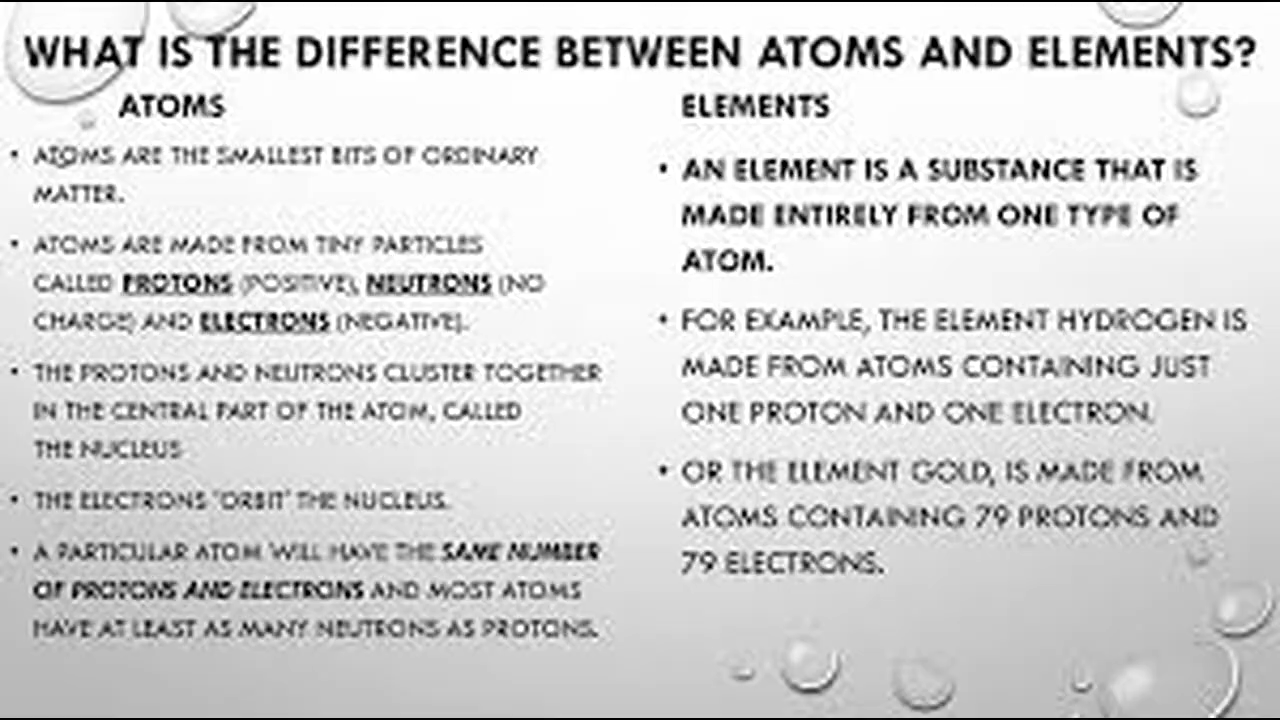 WHAT IS THE DIFFERENCE BETWEEN ATOMS AND ELEMENTS?
ATOMS
• ATOMS ARE THE SMALLEST BITS OF ORDINARY
MATTER.
• ATOMS ARE MADE FROM TINY PARTICLES
CALLED PROTONS (POSITIVE), NEUTRONS (NO
CHARGE) AND ELECTRONS (NEGATIVE).
• THE PROTONS AND NEUTRONS CLUSTER TOGETHER
IN THE CENTRAL PART OF THE ATOM, CALLED
THE NUCLEUS
• THE ELECTRONS 'ORBIT' THE NUCLEUS.
• A PARTICULAR ATOM WILL HAVE THE SAME NUMBER
OF PROTONS AND ELECTRONS AND MOST ATOMS
HAVE AT LEAST AS MANY NEUTRONS AS PROTONS.
ELEMENTS
• AN ELEMENT IS A SUBSTANCE THAT IS
MADE ENTIRELY FROM ONE TYPE OF
ATOM.
• FOR EXAMPLE, THE ELEMENT HYDROGEN IS
MADE FROM ATOMS CONTAINING JUST
ONE PROTON AND ONE ELECTRON.
• OR THE ELEMENT GOLD, IS MADE FROM
ATOMS CONTAINING 79 PROTONS AND
79 ELECTRONS.